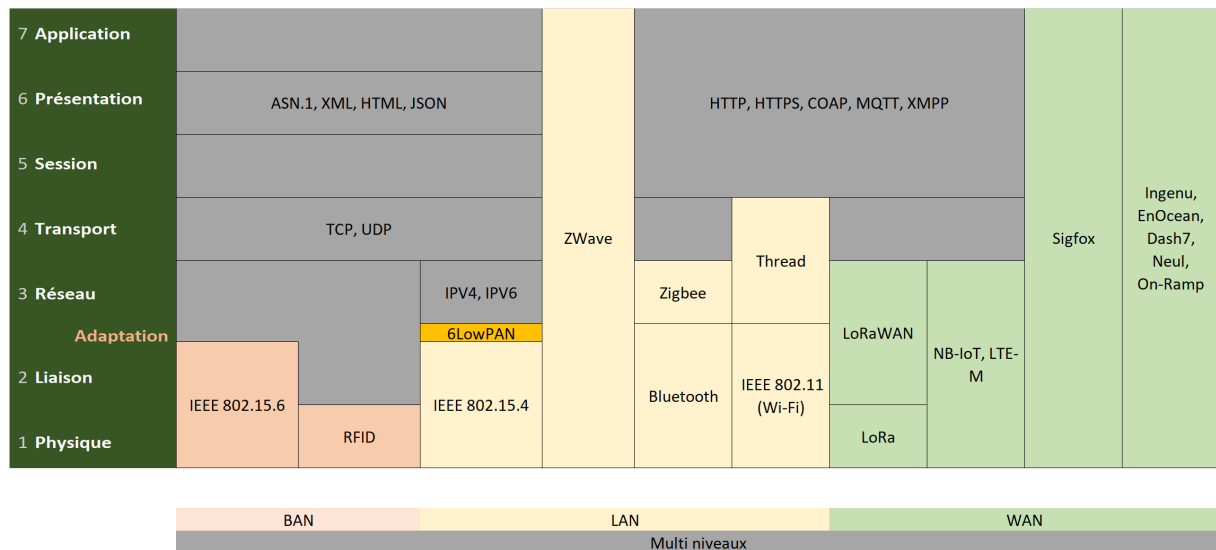 7 Application
6 Présentation
ASN.1, XML, HTML, JSON
HTTP, HTTPS, COAP, MQTT, XMPP
5 Session
4 Transport
TCP, UDP
ZWave
Thread
Sigfox
Ingenu,
EnOcean,
Dash7,
Neul,
On-Ramp
3 Réseau
IPV4, IPV6
Zigbee
Adaptation
6LowPAN
LoRaWAN
NB-IoT, LTE-
M
2 Liaison
IEEE 802.15.6
IEEE 802.15.4
Bluetooth
IEEE 802.11
(Wi-Fi)
1 Physique
RFID
LoRa
BAN
LAN
WAN
Multi niveaux